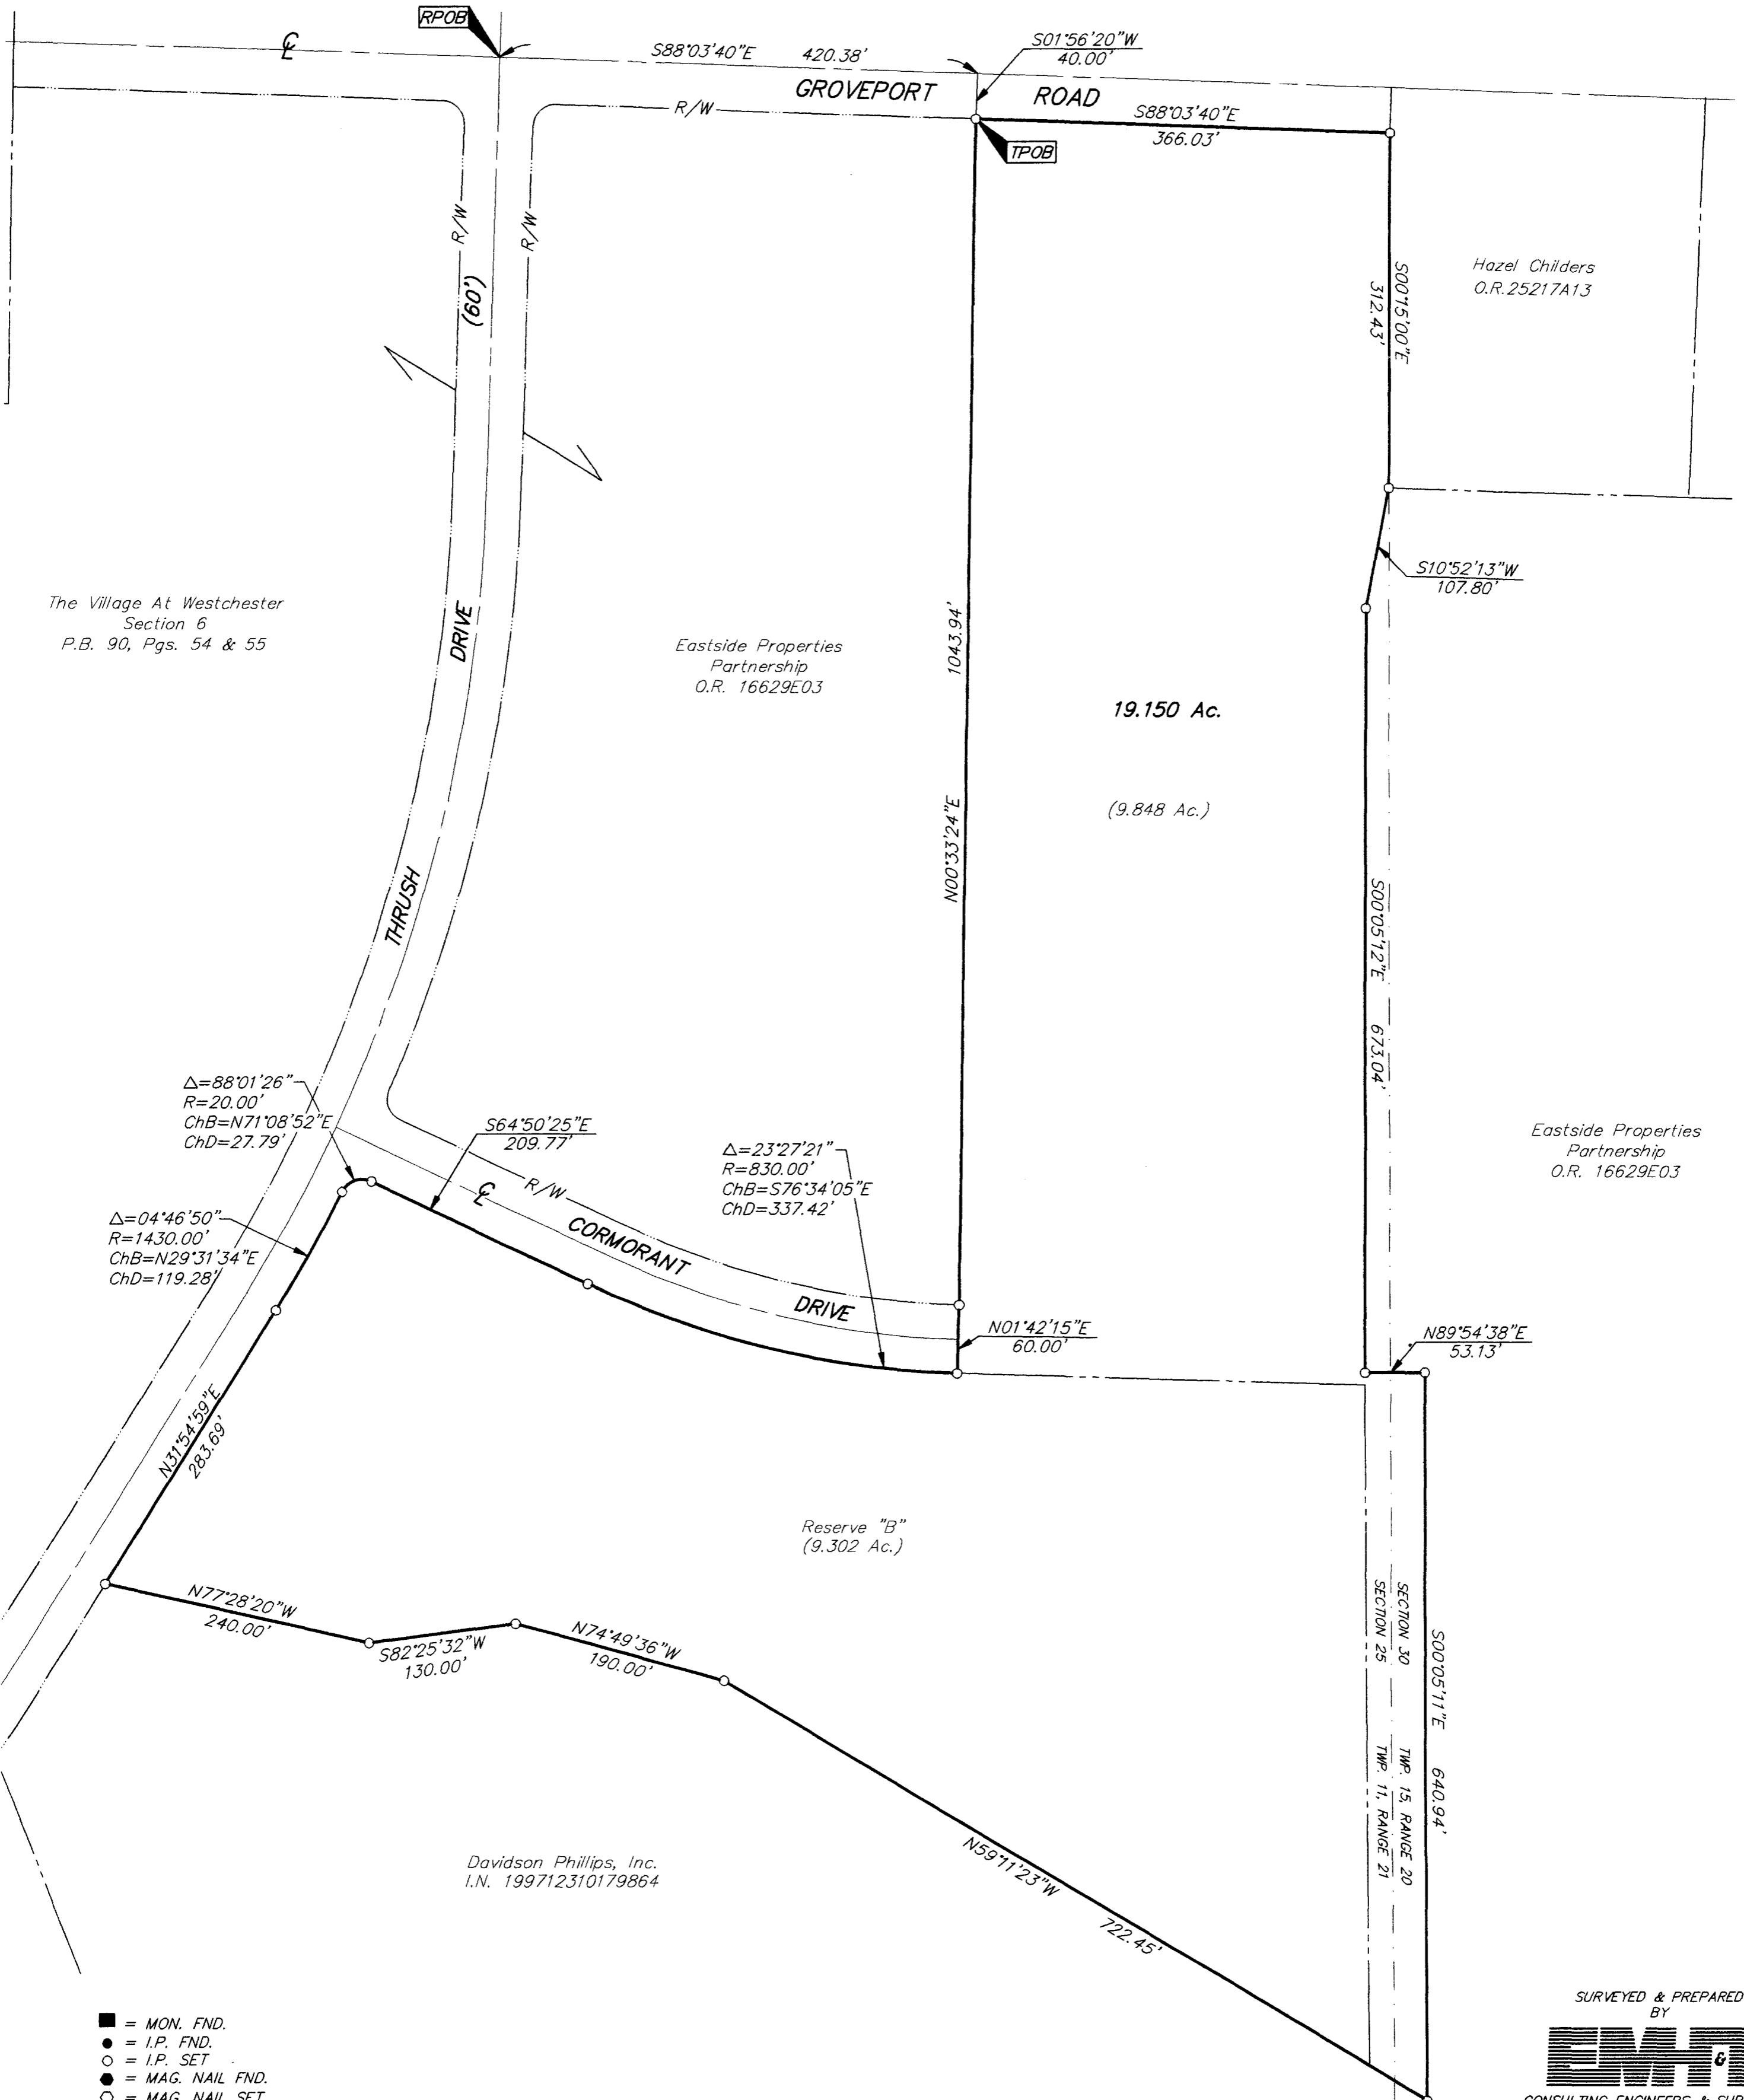 RPOB
℄
S88°03'40"E 420.38'
S01°56'20"W
40.00'
GROVEPORT ROAD
R/W
S88°03'40"E
366.03'
TPOB
R/W
R/W
(60')
S00°15'00"E
312.43'
Hazel Childers
O.R.25217A13
S10°52'13"W
107.80'
The Village At Westchester
Section 6
P.B. 90, Pgs. 54 & 55
THRUSH DRIVE
Eastside Properties
Partnership
O.R. 16629E03
N00°33'24"E 1043.94'
19.150 Ac.
(9.848 Ac.)
S00°05'12"E 673.04'
△=88°01'26"
R=20.00'
ChB=N71°08'52"E
ChD=27.79'
S64°50'25"E
209.77'
△=23°27'21"
R=830.00'
ChB=S76°34'05"E
ChD=337.42'
Eastside Properties
Partnership
O.R. 16629E03
℄
R/W
CORMORANT DRIVE
△=04°46'50"
R=1430.00'
ChB=N29°31'34"E
ChD=119.28'
N01°42'15"E
60.00'
N89°54'38"E
53.13'
N31°54'59"E
283.69'
Reserve "B"
(9.302 Ac.)
N77°28'20"W
240.00'
S82°25'32"W
130.00'
N74°49'36"W
190.00'
SECTION 30 TWP. 15, RANGE 20
SECTION 25 TWP. 11, RANGE 21
S00°05'11"E 640.94'
N59°11'23"W 722.45'
Davidson Phillips, Inc.
I.N. 199712310179864
■ = MON. FND.
● = I.P. FND.
○ = I.P. SET
⬢ = MAG. NAIL FND.
⬡ = MAG. NAIL SET
SURVEYED & PREPARED
BY
EMH&T
CONSULTING ENGINEERS & SUR